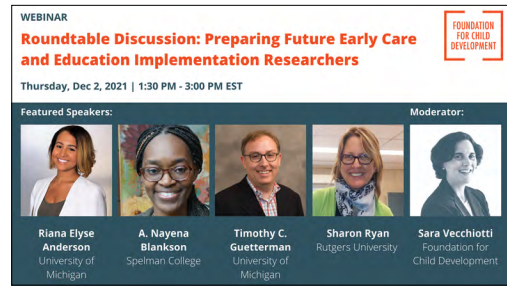 WEBINAR
Roundtable Discussion: Preparing Future Early Care
and Education Implementation Researchers
Thursday, Dec 2, 2021 | 1:30 PM - 3:00 PM EST
FOUNDATION
FOR CHILD
DEVELOPMENT
Featured Speakers:
Moderator:
Riana Elyse
Anderson
University of
Michigan
A. Nayena
Blankson
Spelman College
Timothy C.
Guetterman
University of
Michigan
Sharon Ryan
Rutgers University
Sara Vecchiotti
Foundation for
Child Development